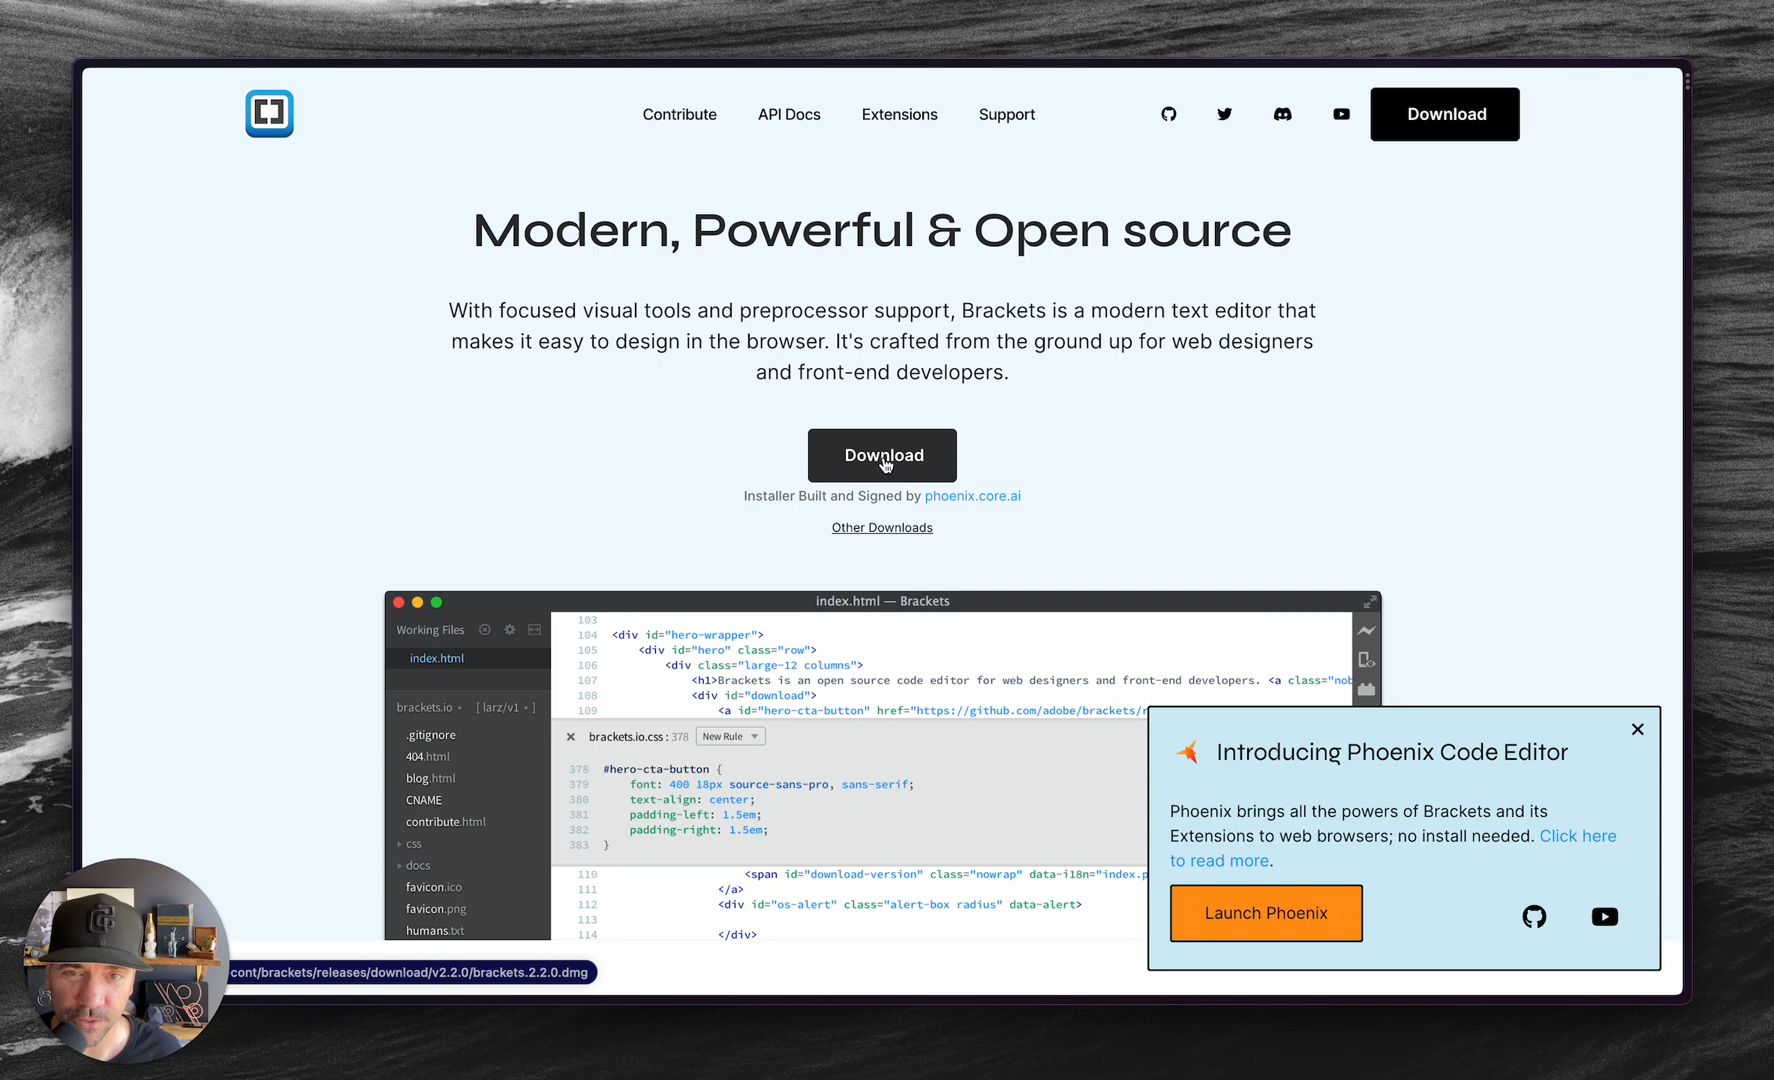 Contribute
API Docs
Extensions
Support
Download
Modern, Powerful & Open source
With focused visual tools and preprocessor support, Brackets is a modern text editor that
makes it easy to design in the browser. It's crafted from the ground up for web designers
and front-end developers.
Download
Installer Built and Signed by phoenix.core.ai
Other Downloads
index.html — Brackets
Working Files
index.html
brackets.io
[ larz/v1 ]
.gitignore
404.html
blog.html
CNAME
contribute.html
css
docs
favicon.ico
favicon.png
humans.txt
103
104 <div id="hero-wrapper">
105 <div id="hero" class="row">
106 <div class="large-12 columns">
107 <h1>Brackets is an open source code editor for web designers and front-end developers. <a class="nob
108 <div id="download">
109 <a id="hero-cta-button" href="https://github.com/adobe/brackets/r
brackets.io.css : 378 New Rule
378 #hero-cta-button {
379 font: 400 18px source-sans-pro, sans-serif;
380 text-align: center;
381 padding-left: 1.5em;
382 padding-right: 1.5em;
383 }
110 <span id="download-version" class="nowrap" data-i18n="index.p
111 </a>
112 <div id="os-alert" class="alert-box radius" data-alert>
113
114 </div>
Introducing Phoenix Code Editor
Phoenix brings all the powers of Brackets and its
Extensions to web browsers; no install needed. Click here
to read more.
Launch Phoenix
cont/brackets/releases/download/v2.2.0/brackets.2.2.0.dmg